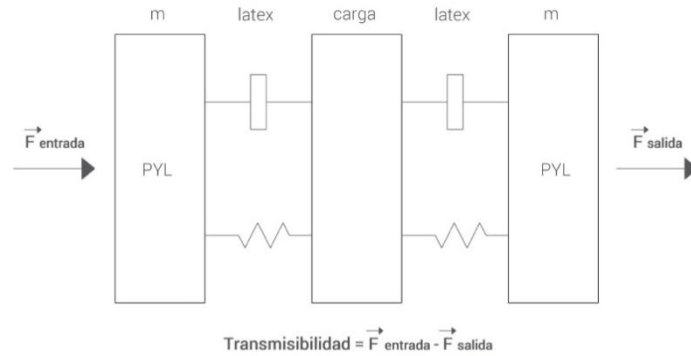 m latex carga latex m
F entrada
PYL
PYL
F salida
Transmisibilidad = F entrada - F salida